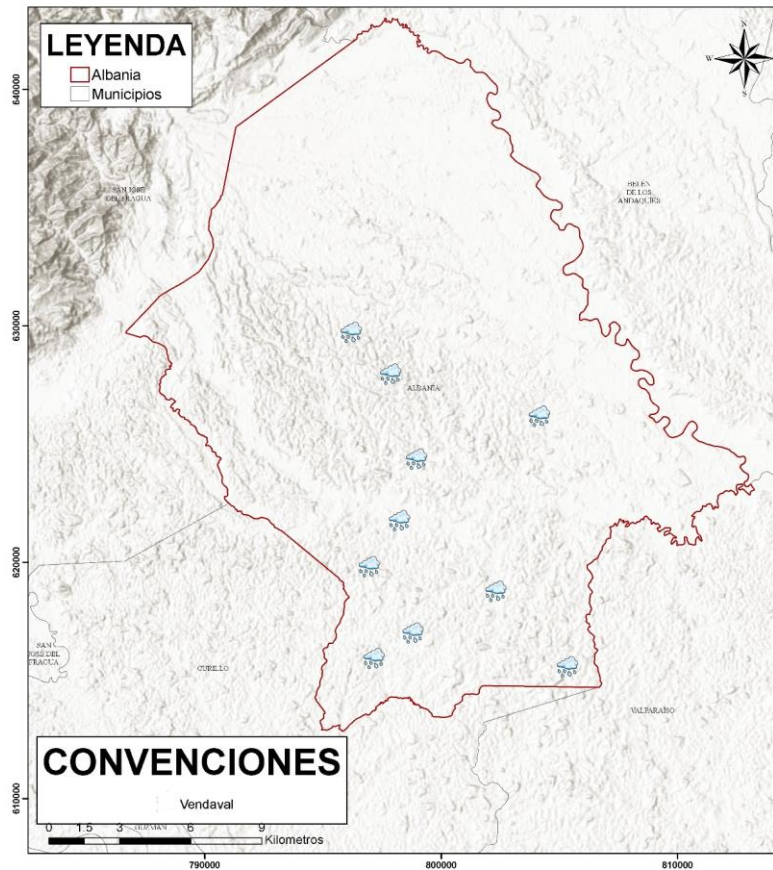 LEYENDA
Albania
Municipios
N
W
E
S
640000
630000
620000
610000
SAN JOSÉ
DEL FRAGUA
BELÉN
DE LOS
ANDAQUÍES
ALBANIA
SAN
JOSÉ DEL
FRAGUA
CURILLO
VALPARAÍSO
CONVENCIONES
Vendaval
0 1.5 3 6 9
Kilometros
790000
800000
810000